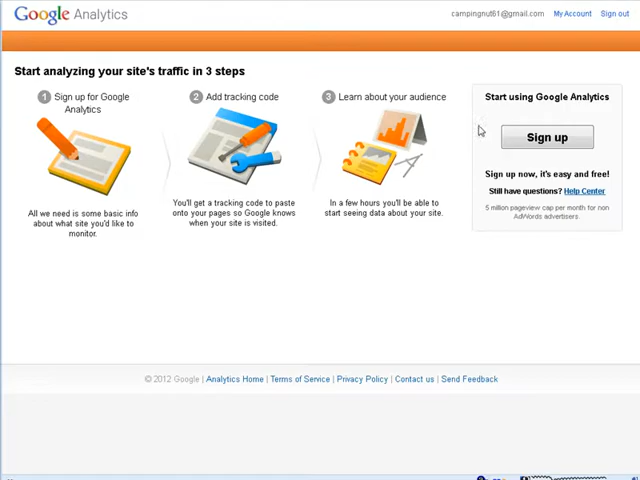 Google Analytics
campingnut61@gmail.com My Account Sign out
Start analyzing your site's traffic in 3 steps
1 Sign up for Google
Analytics
All we need is some basic info
about what site you'd like to
monitor.
2 Add tracking code
You'll get a tracking code to paste
onto your pages so Google knows
when your site is visited.
3 Learn about your audience
In a few hours you'll be able to
start seeing data about your site.
Start using Google Analytics
Sign up
Sign up now, it's easy and free!
Still have questions? Help Center
5 million pageview cap per month for non
AdWords advertisers.
© 2012 Google | Analytics Home | Terms of Service | Privacy Policy | Contact us | Send Feedback